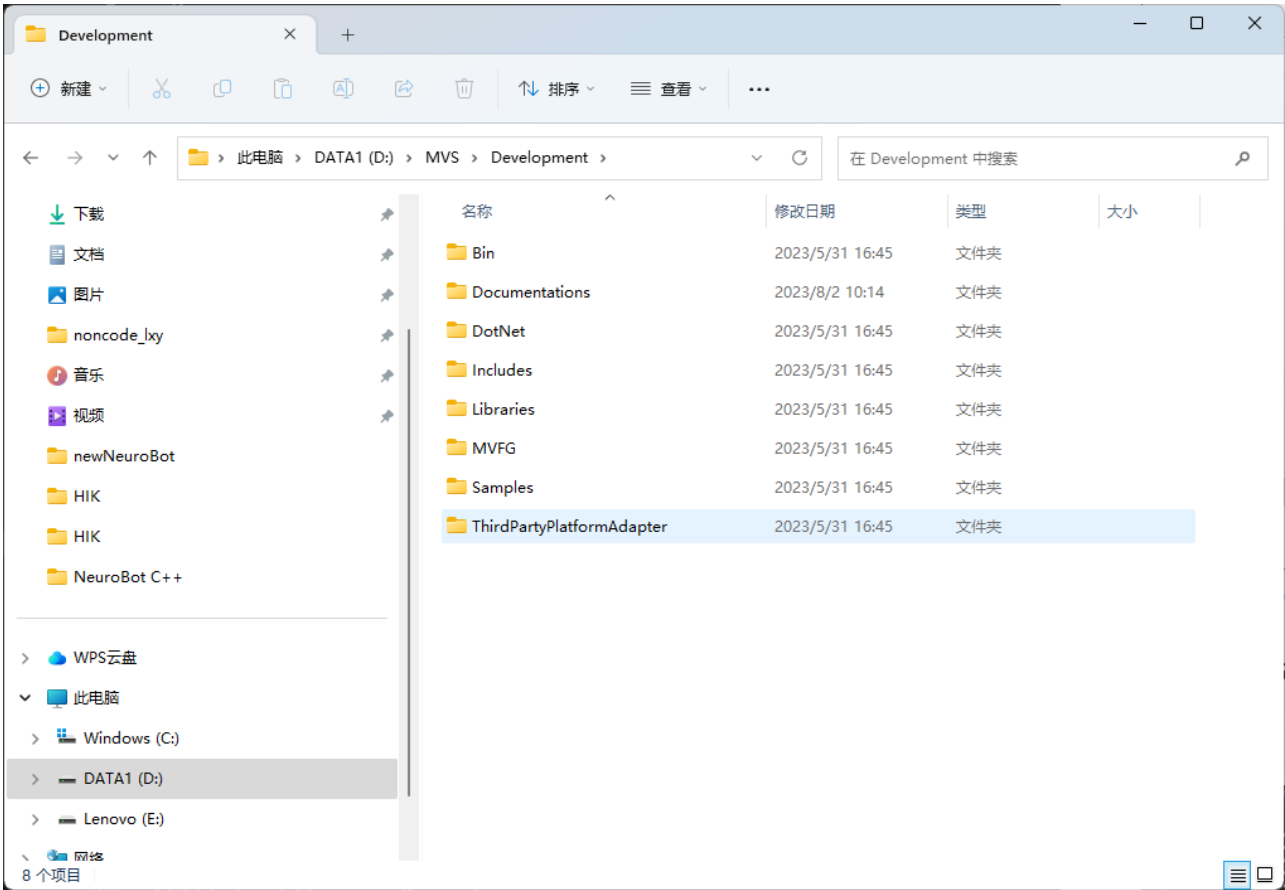 Development
新建
排序
查看
此电脑 > DATA1 (D:) > MVS > Development >
在 Development 中搜索
下载
文档
图片
noncode_lxy
音乐
视频
newNeuroBot
HIK
HIK
NeuroBot C++
WPS云盘
此电脑
Windows (C:)
DATA1 (D:)
Lenovo (E:)
网络
名称 修改日期 类型 大小
Bin 2023/5/31 16:45 文件夹
Documentations 2023/8/2 10:14 文件夹
DotNet 2023/5/31 16:45 文件夹
Includes 2023/5/31 16:45 文件夹
Libraries 2023/5/31 16:45 文件夹
MVFG 2023/5/31 16:45 文件夹
Samples 2023/5/31 16:45 文件夹
ThirdPartyPlatformAdapter 2023/5/31 16:45 文件夹
8 个项目